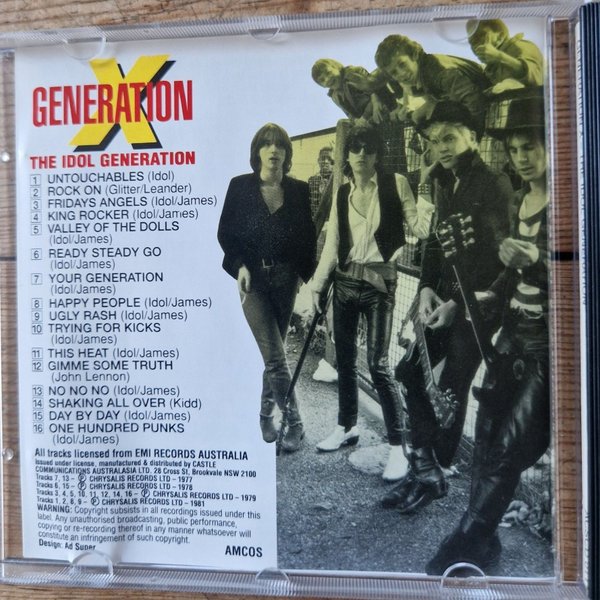 GENERATION
X
THE IDOL GENERATION
1 UNTOUCHABLES (Idol)
2 ROCK ON (Glitter/Leander)
3 FRIDAYS ANGELS (Idol/James)
4 KING ROCKER (Idol/James)
5 VALLEY OF THE DOLLS
(Idol/James)
6 READY STEADY GO
(Idol/James)
7 YOUR GENERATION
(Idol/James)
8 HAPPY PEOPLE (Idol/James)
9 UGLY RASH (Idol/James)
10 TRYING FOR KICKS
(Idol/James)
11 THIS HEAT (Idol/James)
12 GIMME SOME TRUTH
(John Lennon)
13 NO NO NO (Idol/James)
14 SHAKING ALL OVER (Kidd)
15 DAY BY DAY (Idol/James)
16 ONE HUNDRED PUNKS
(Idol/James)
All tracks licensed from EMI RECORDS AUSTRALIA
Issued under license, manufactured & distributed by CASTLE
COMMUNICATIONS AUSTRALASIA LTD. 28 Cross St, Brookvale NSW 2100
Tracks 7, 13 – ℗ CHRYSALIS RECORDS LTD – 1977
Tracks 6, 15 – ℗ CHRYSALIS RECORDS LTD – 1978
Tracks 3, 4, 5, 10, 11, 12, 14, 16 – ℗ CHRYSALIS RECORDS LTD – 1979
Tracks 1, 2, 8, 9 – ℗ CHRYSALIS RECORDS LTD – 1981
WARNING: Copyright subsists in all recordings issued under this
label. Any unauthorised broadcasting, public performance,
copying or re-recording thereof in any manner whatsoever will
constitute an infringement of such copyright.
Design: Ad Super
AMCOS